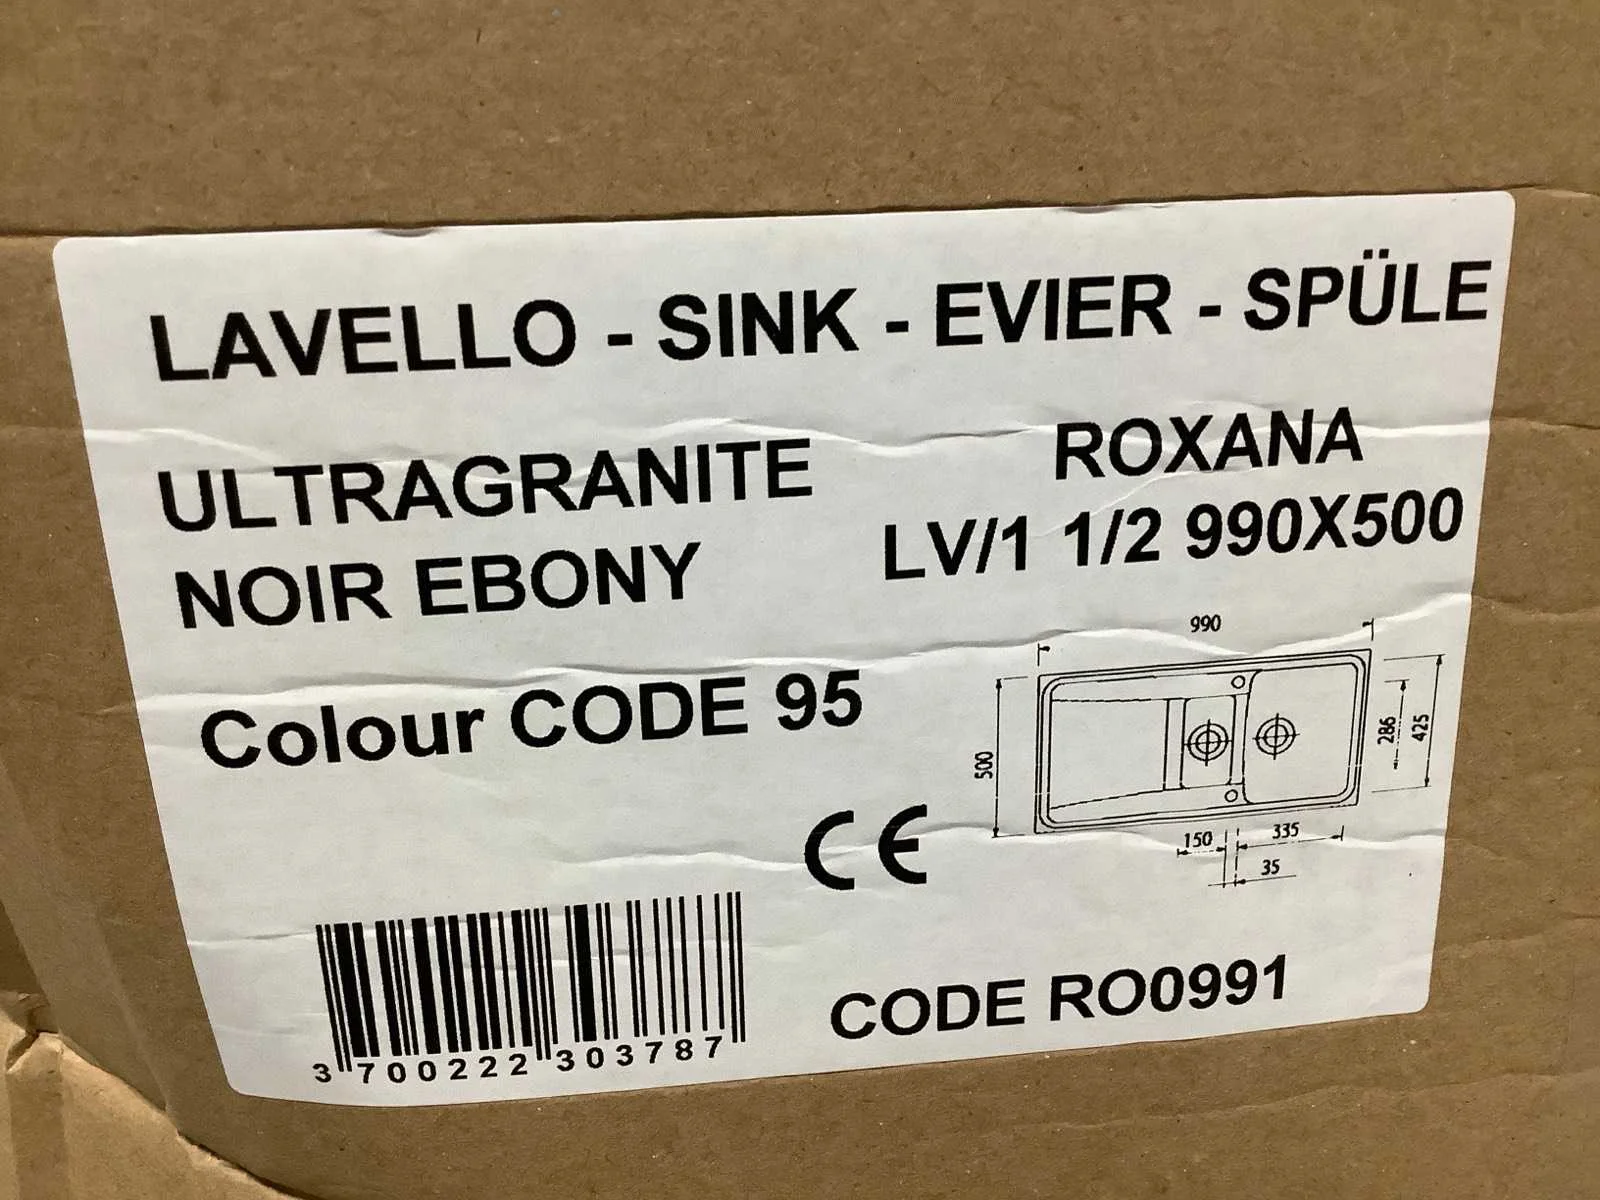 LAVELLO - SINK - EVIER - SPÜLE
ULTRAGRANITE
NOIR EBONY
ROXANA
LV/1 1/2 990X500
Colour CODE 95
990
500
286
425
150
335
35
CE
3 700222 303787
CODE RO0991